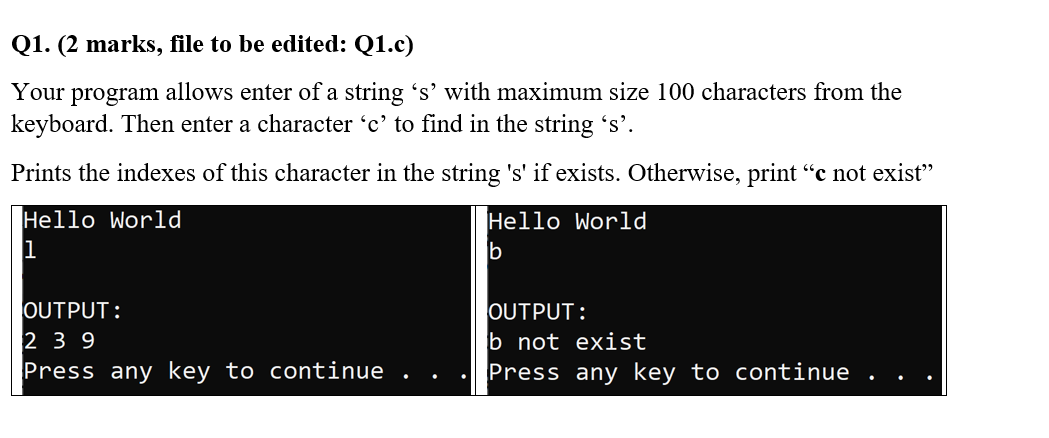 Q1. (2 marks, file to be edited: Q1.c)
Your program allows enter of a string ‘s’ with maximum size 100 characters from the
keyboard. Then enter a character ‘c’ to find in the string ‘s’.
Prints the indexes of this character in the string 's' if exists. Otherwise, print “c not exist”
Hello World
l
OUTPUT:
2 3 9
Press any key to continue . . .
Hello World
b
OUTPUT:
b not exist
Press any key to continue . . .